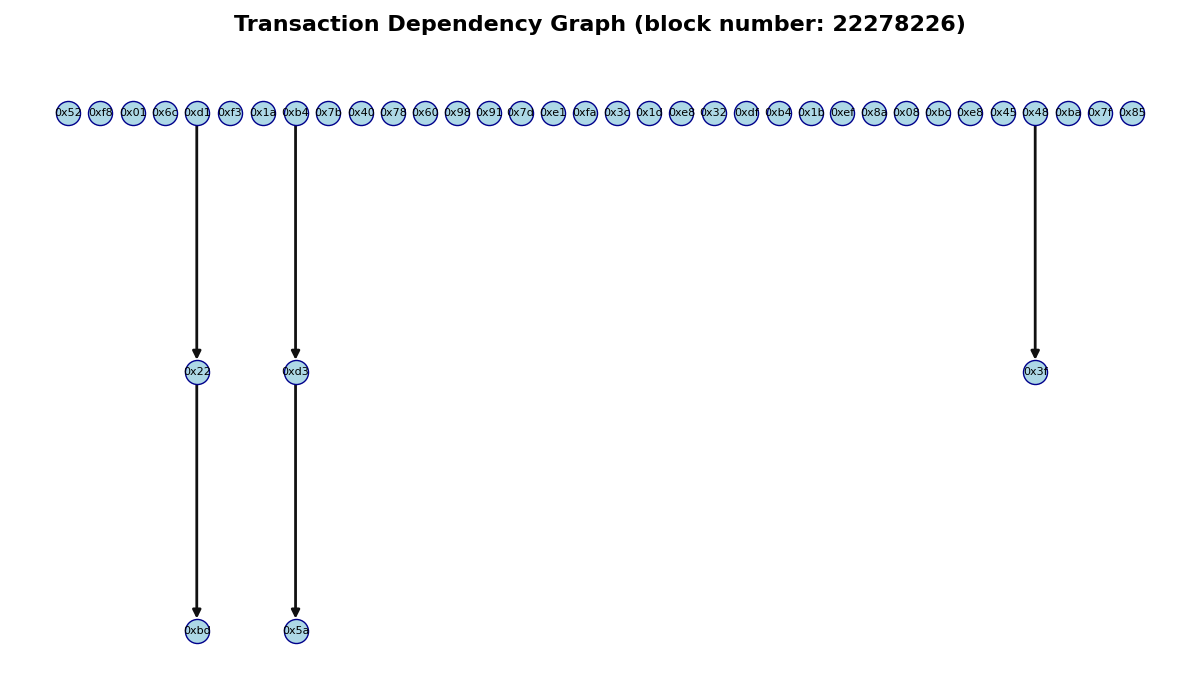 Transaction Dependency Graph (block number: 22278226)
0x52 0xf8 0x01 0x6c 0xd1 0xf3 0x1a 0xb4 0x7b 0x40 0x78 0x60 0x98 0x91 0x7d 0xe1 0xfa 0x3c 0x1d 0xe8 0x32 0xdf 0xb4 0x1b 0xef 0x8a 0x08 0xbc 0xe8 0x45 0x48 0xba 0x7f 0x85
0x22 0xd3 0x3f
0xbd 0x5a